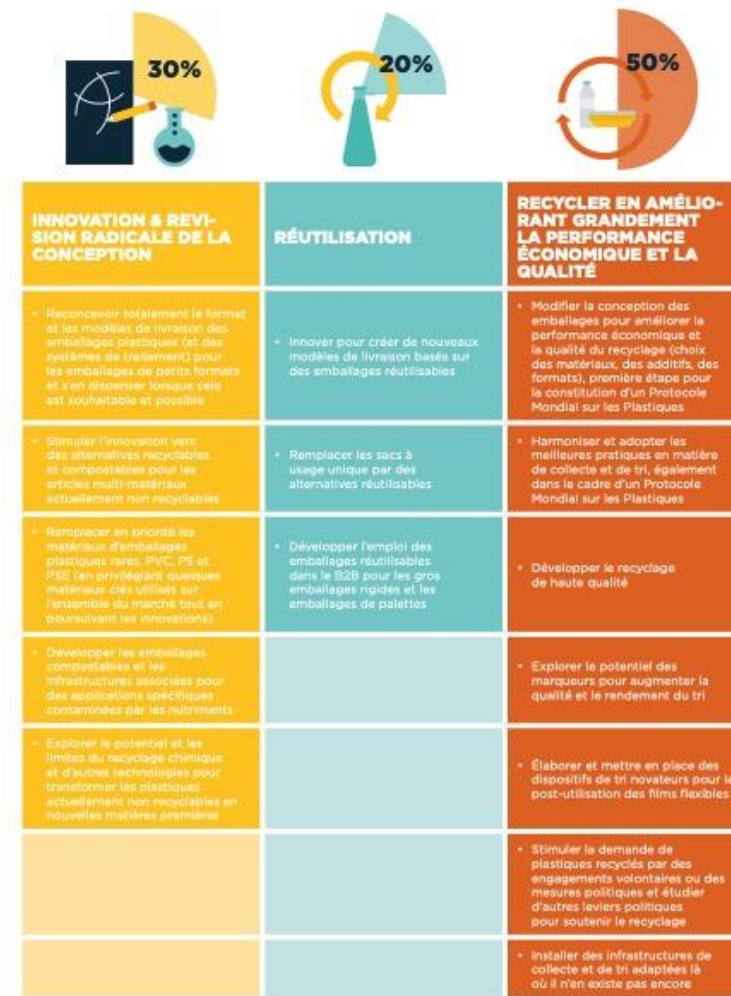 30%
20%
50%
INNOVATION & REVI-
SION RADICALE DE LA
CONCEPTION
RÉUTILISATION
RECYCLER EN AMÉLIO-
RANT GRANDEMENT
LA PERFORMANCE
ÉCONOMIQUE ET LA
QUALITÉ
• Reconcevoir totalement le format
et les modèles de livraison des
emballages plastiques (et des
systèmes de traitement) pour
les emballages de petits formats
et s'en dispenser lorsque cela
est souhaitable et possible
• Innover pour créer de nouveaux
modèles de livraison basés sur
des emballages réutilisables
• Modifier la conception des
emballages pour améliorer la
performance économique et
la qualité du recyclage (choix
des matériaux, des additifs, des
formats), première étape pour
la constitution d'un Protocole
Mondial sur les Plastiques
• Stimuler l'innovation vers
des alternatives recyclables
et compostables pour les
articles multi-matériaux
actuellement non recyclables
• Remplacer les sacs à
usage unique par des
alternatives réutilisables
• Harmoniser et adopter les
meilleures pratiques en matière
de collecte et de tri, également
dans le cadre d'un Protocole
Mondial sur les Plastiques
• Remplacer en priorité les
matériaux d'emballages
plastiques rares, PVC, PS et
PSE (en privilégiant quelques
matériaux clés utilisés sur
l'ensemble du marché tout en
poursuivant les innovations)
• Développer l'emploi des
emballages réutilisables
dans le B2B pour les gros
emballages rigides et les
emballages de palettes
• Développer le recyclage
de haute qualité
• Développer les emballages
compostables et les
infrastructures associées pour
des applications spécifiques
contaminées par les nutriments
• Explorer le potentiel des
marqueurs pour augmenter la
qualité et le rendement du tri
• Explorer le potentiel et les
limites du recyclage chimique
et d'autres technologies pour
transformer les plastiques
actuellement non recyclables en
nouvelles matières premières
• Élaborer et mettre en place des
dispositifs de tri novateurs pour la
post-utilisation des films flexibles
• Stimuler la demande de
plastiques recyclés par des
engagements volontaires ou des
mesures politiques et étudier
d'autres leviers politiques
pour soutenir le recyclage
• Installer des infrastructures de
collecte et de tri adaptées là
où il n'en existe pas encore